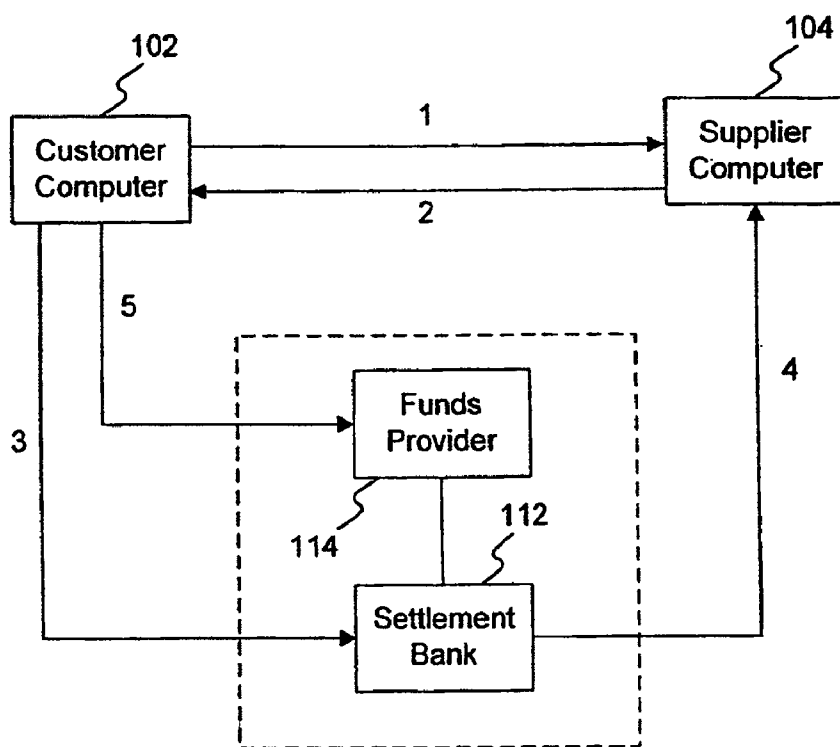 102
104
Customer
Computer
1
Supplier
Computer
2
5
4
3
Funds
Provider
114
112
Settlement
Bank